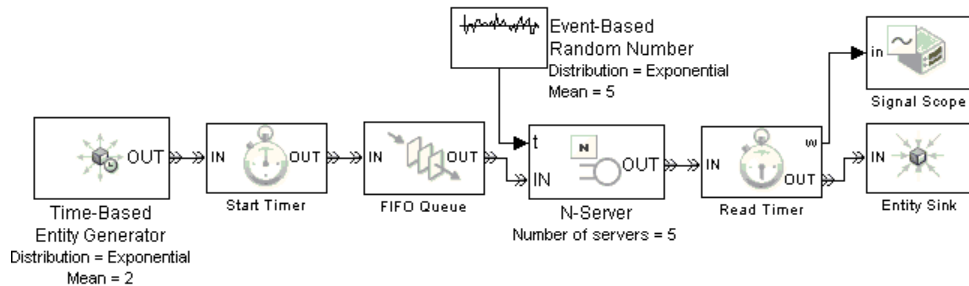 Event-Based
Random Number
Distribution = Exponential
Mean = 5
in
Signal Scope
OUT
Time-Based
Entity Generator
Distribution = Exponential
Mean = 2
IN
OUT
Start Timer
IN
OUT
FIFO Queue
t
N
IN
OUT
N-Server
Number of servers = 5
IN
w
OUT
Read Timer
IN
Entity Sink